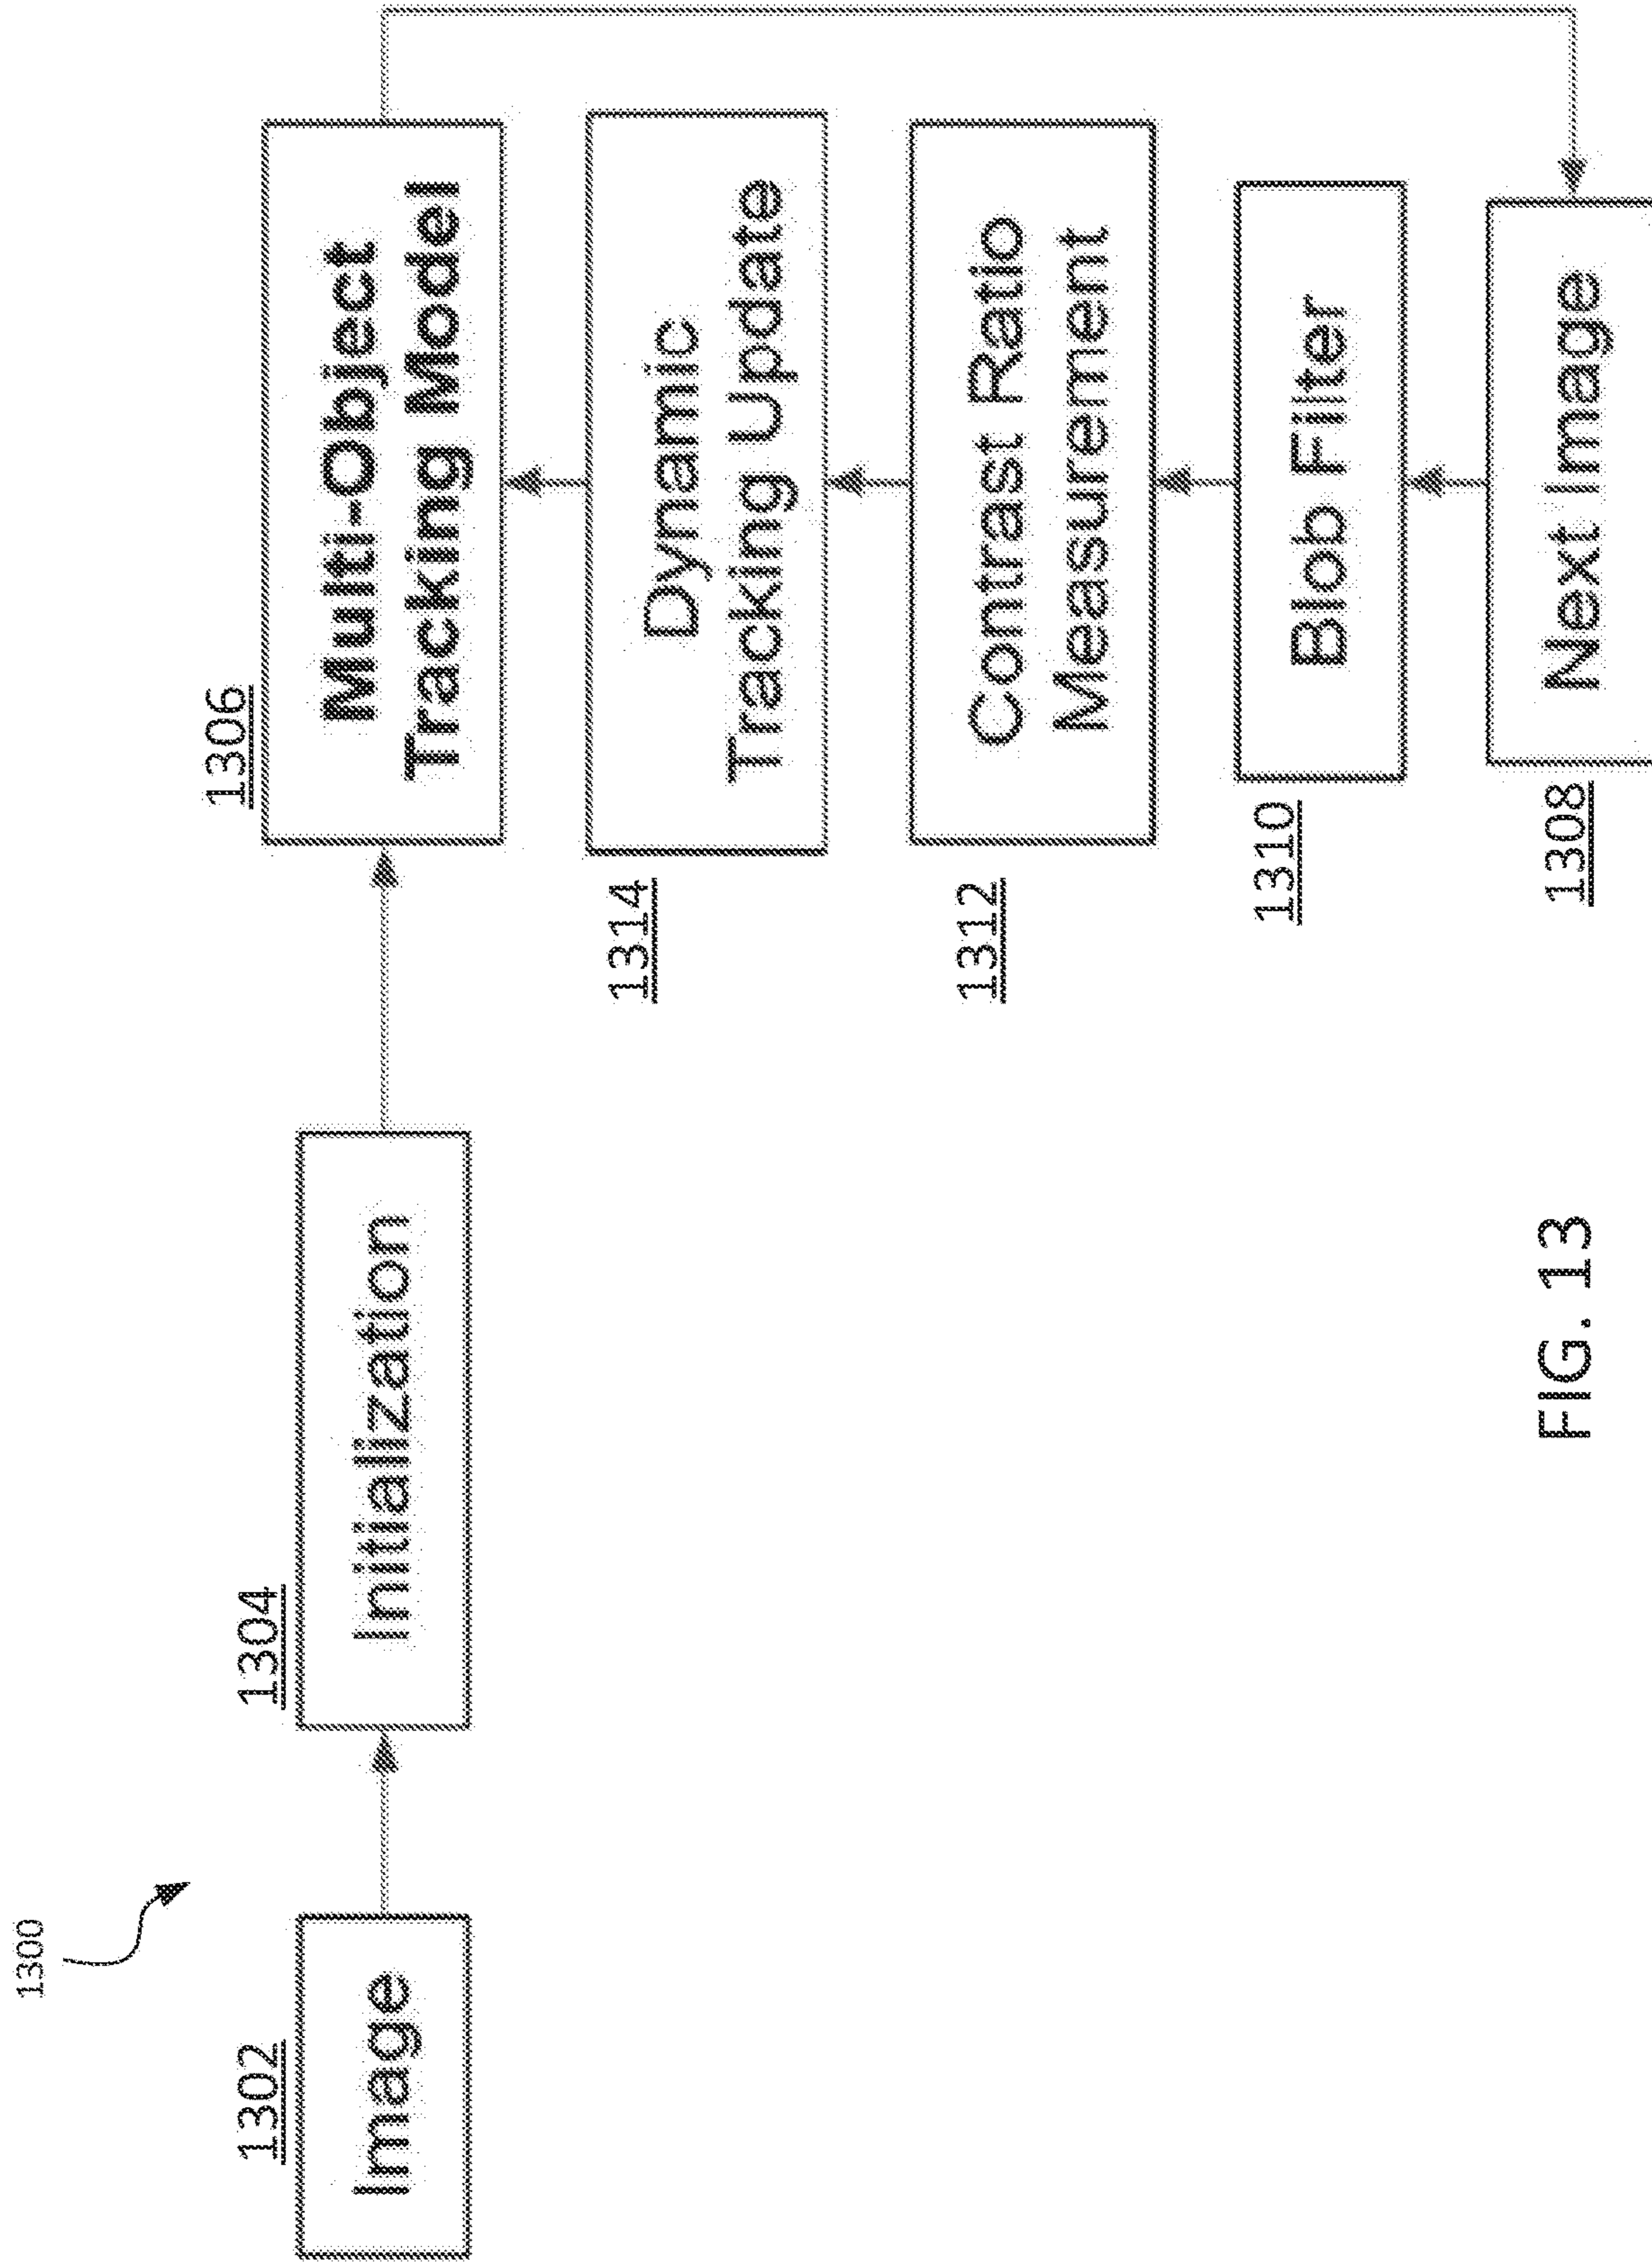 1300
1302
Image
1304
Initialization
1306
Multi-Object
Tracking Model
1314
Dynamic
Tracking Update
1312
Contrast Ratio
Measurement
1310
Blob Filter
1308
Next Image
FIG. 13